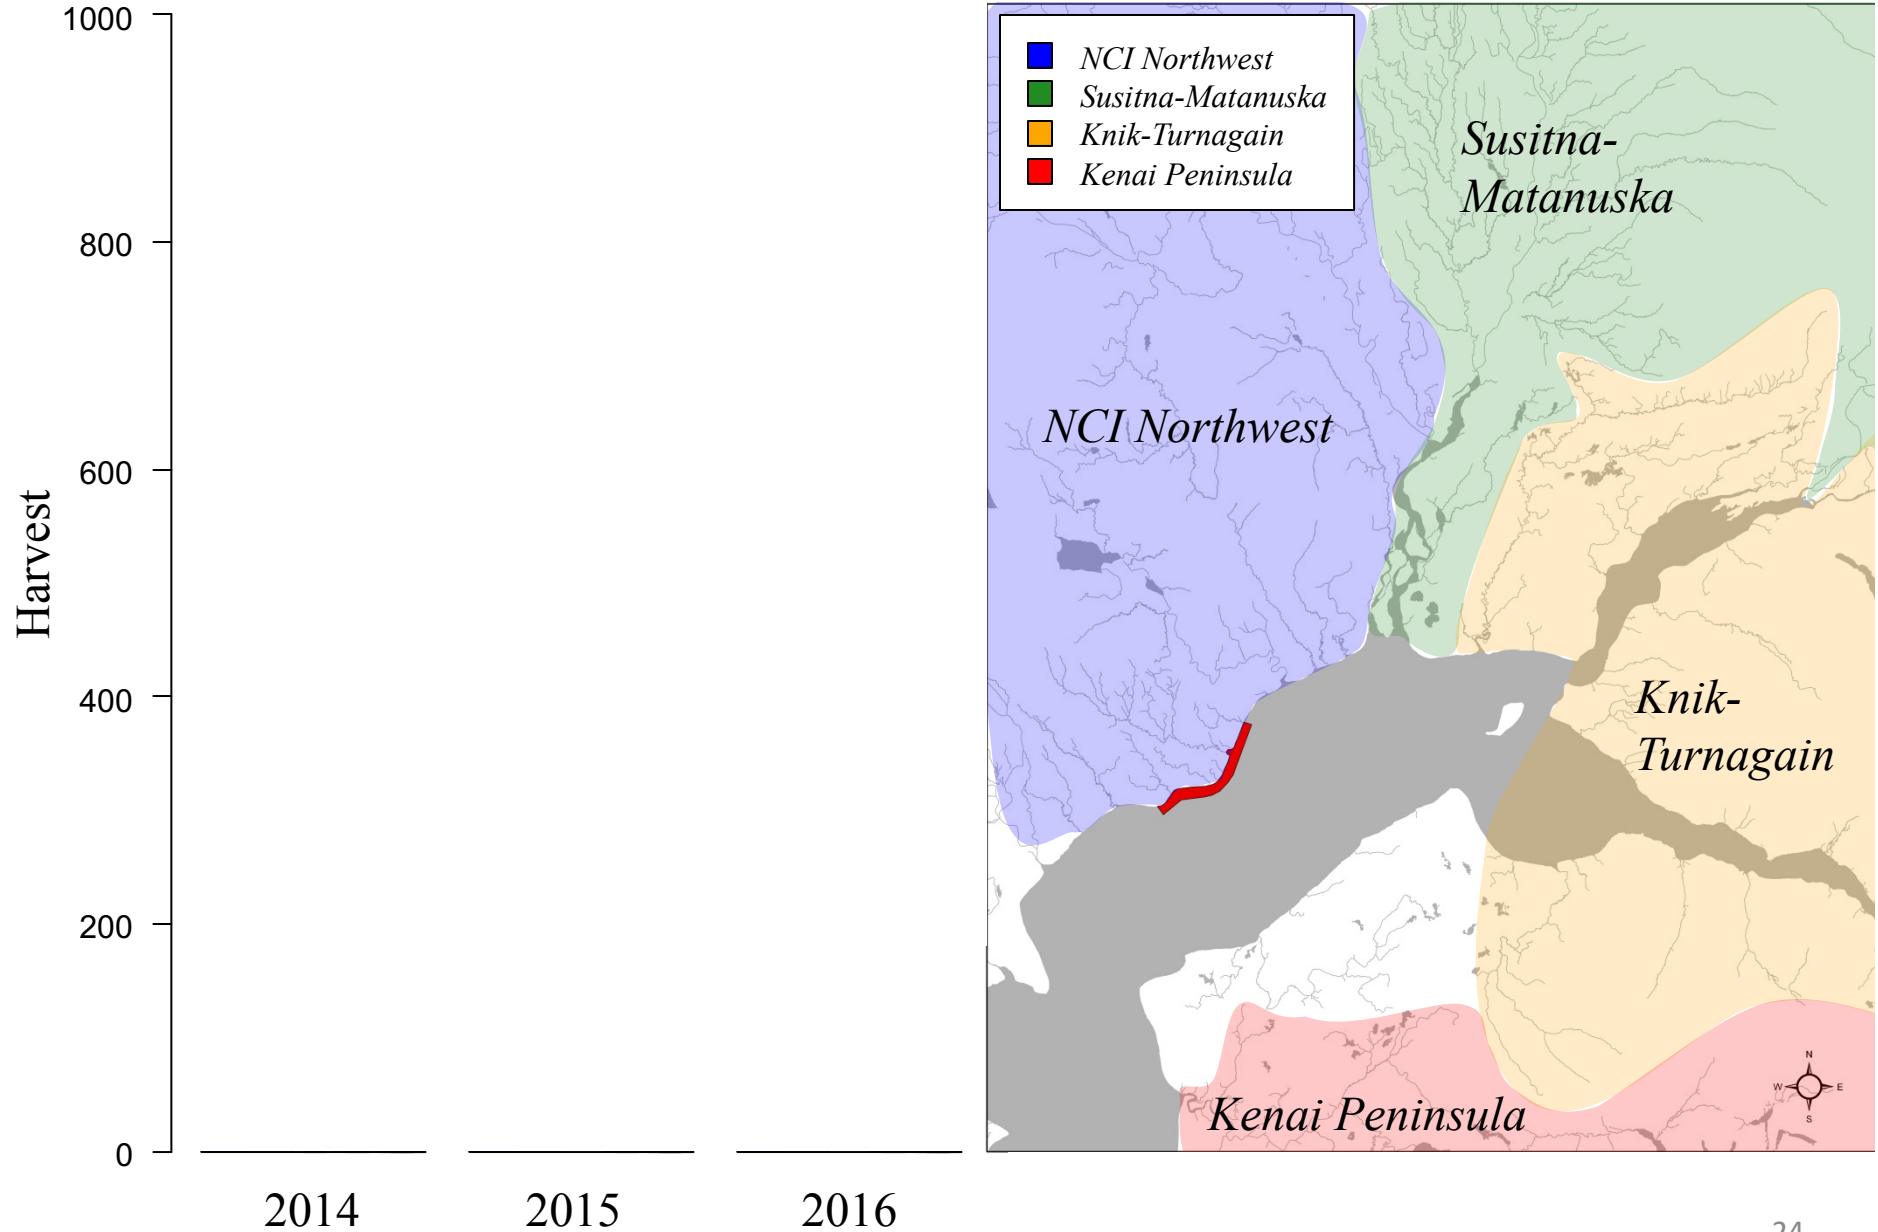 1000
800
600
400
200
0
Harvest
2014
2015
2016
NCI Northwest
Susitna-Matanuska
Knik-Turnagain
Kenai Peninsula
Susitna-
Matanuska
NCI Northwest
Knik-
Turnagain
Kenai Peninsula
N
W
E
S
24